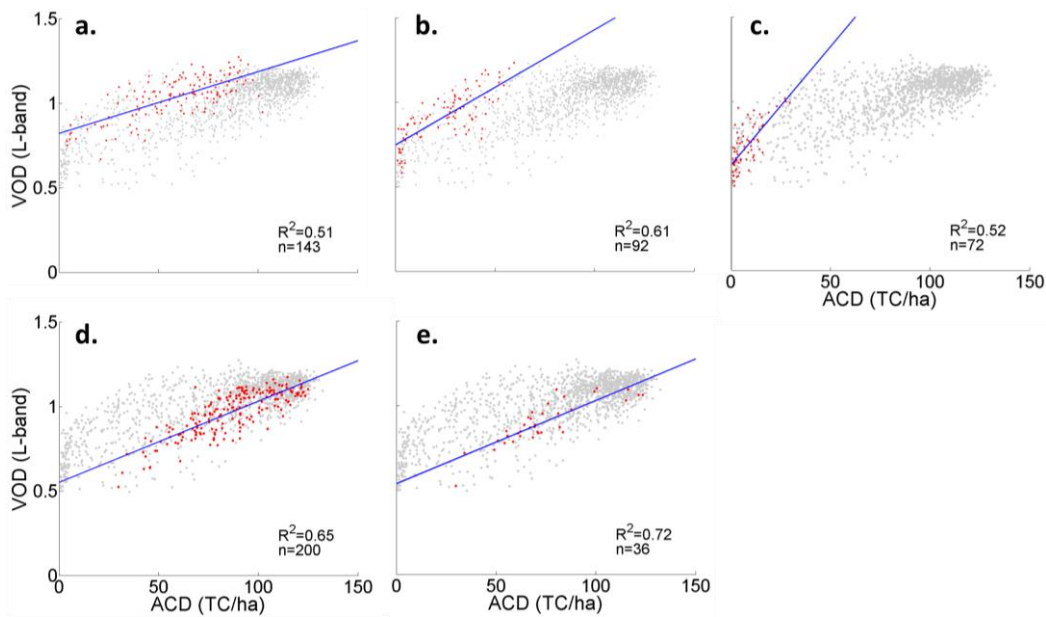 a.
1.5
1
0.5
0
VOD (L-band)
R²=0.51
n=143
b.
R²=0.61
n=92
c.
R²=0.52
n=72
50
100
150
ACD (TC/ha)
d.
1.5
1
0.5
0
VOD (L-band)
R²=0.65
n=200
0
50
100
150
ACD (TC/ha)
e.
R²=0.72
n=36
0
50
100
150
ACD (TC/ha)